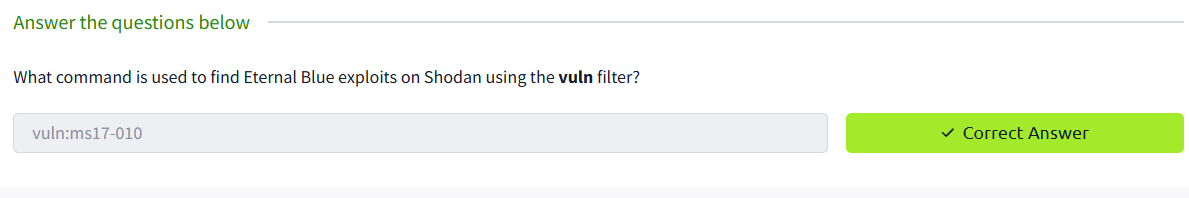 Answer the questions below
What command is used to find Eternal Blue exploits on Shodan using the vuln filter?
vuln:ms17-010
✓ Correct Answer